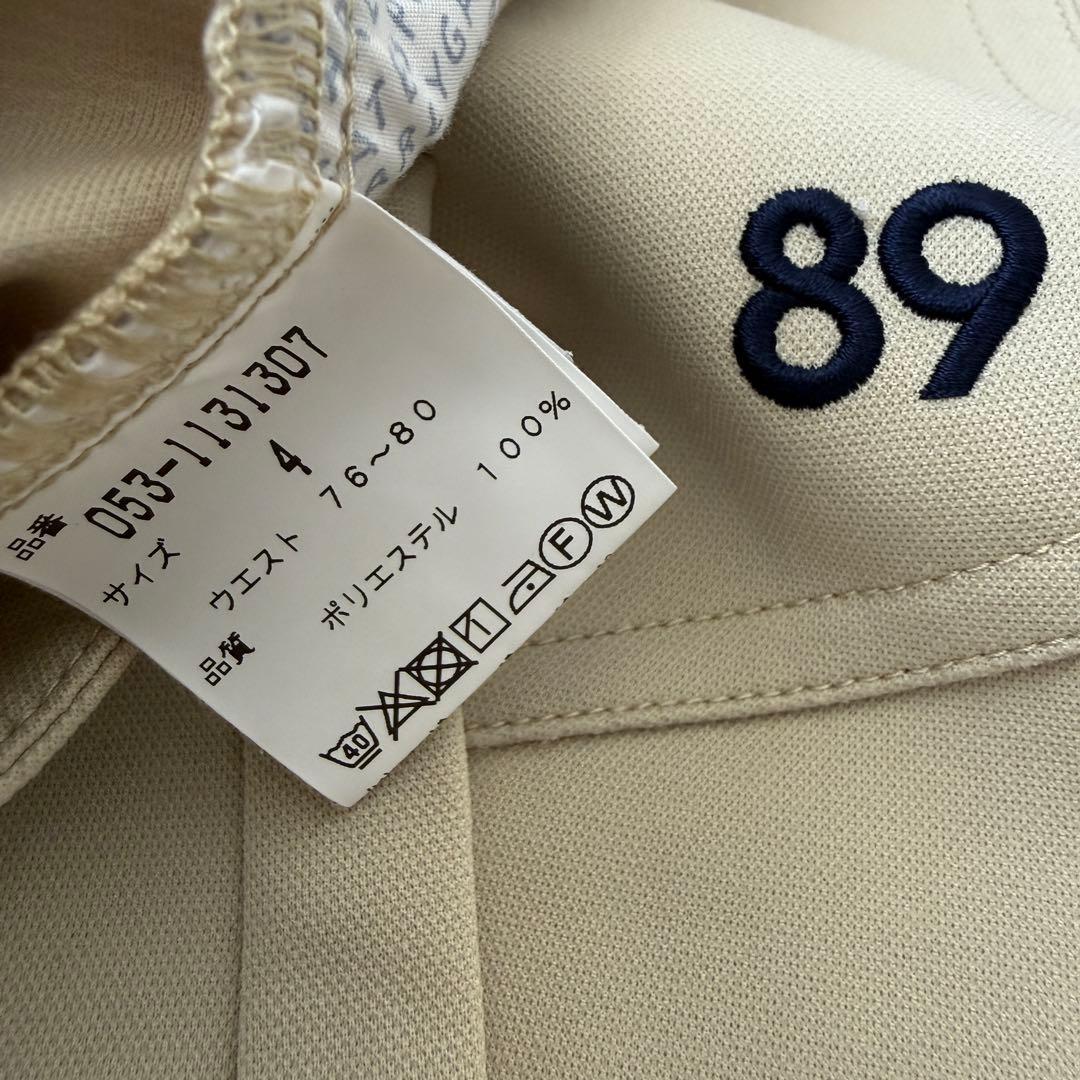 89
品番 053-1131307
サイズ 4
ウエスト 76～80
品質 ポリエステル 100%
40
F W